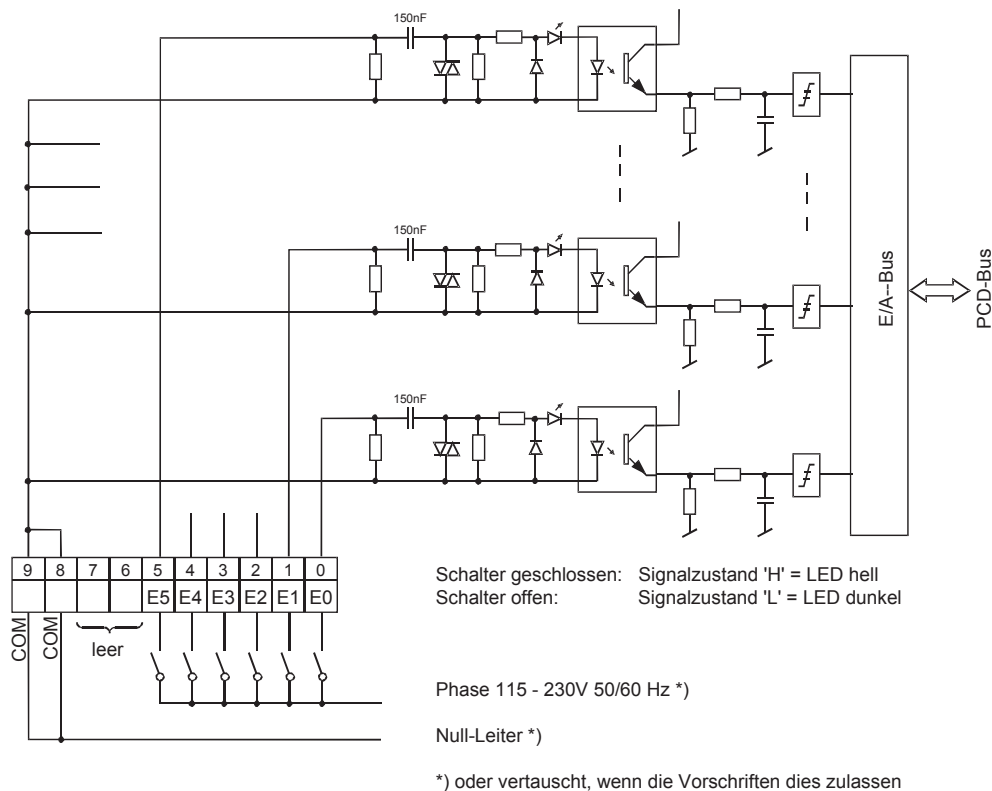 150nF
150nF
150nF
E/A--Bus
PCD-Bus
9 8 7 6 5 4 3 2 1 0
E5 E4 E3 E2 E1 E0
COM
COM
leer
Schalter geschlossen: Signalzustand 'H' = LED hell
Schalter offen: Signalzustand 'L' = LED dunkel
Phase 115 - 230V 50/60 Hz *)
Null-Leiter *)
*) oder vertauscht, wenn die Vorschriften dies zulassen